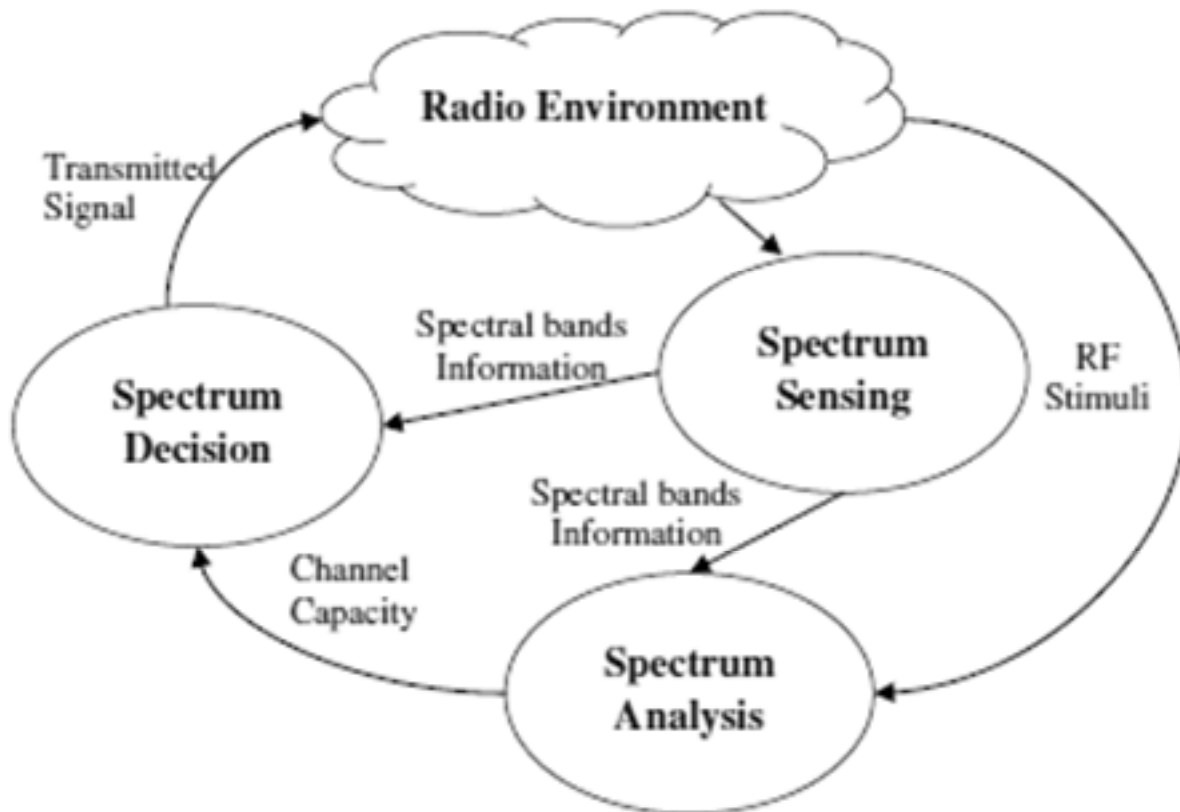 Radio Environment
Transmitted
Signal
Spectral bands
Information
Spectrum
Sensing
RF
Stimuli
Spectrum
Decision
Spectral bands
Information
Channel
Capacity
Spectrum
Analysis